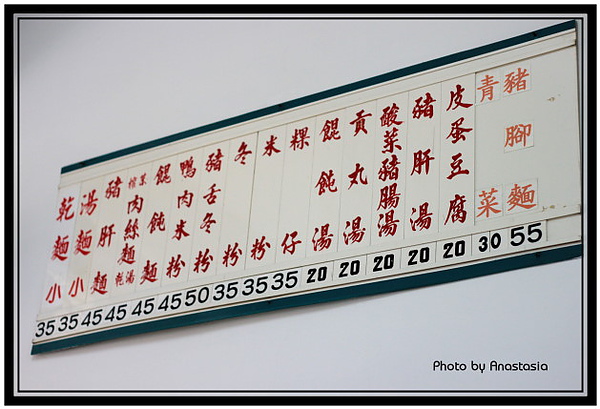 乾麵小
湯麵小
豬肝麵
榨菜肉絲麵乾湯
餛飩麵
鴨肉米粉
豬舌冬粉
冬粉
米粉
粿仔
餛飩湯
貢丸湯
酸菜豬腸湯
豬肝湯
皮蛋豆腐
青菜
豬腳麵
35 35 45 45 45 45 50 35 35 35 20 20 20 20 20 30 55
Photo by Anastasia